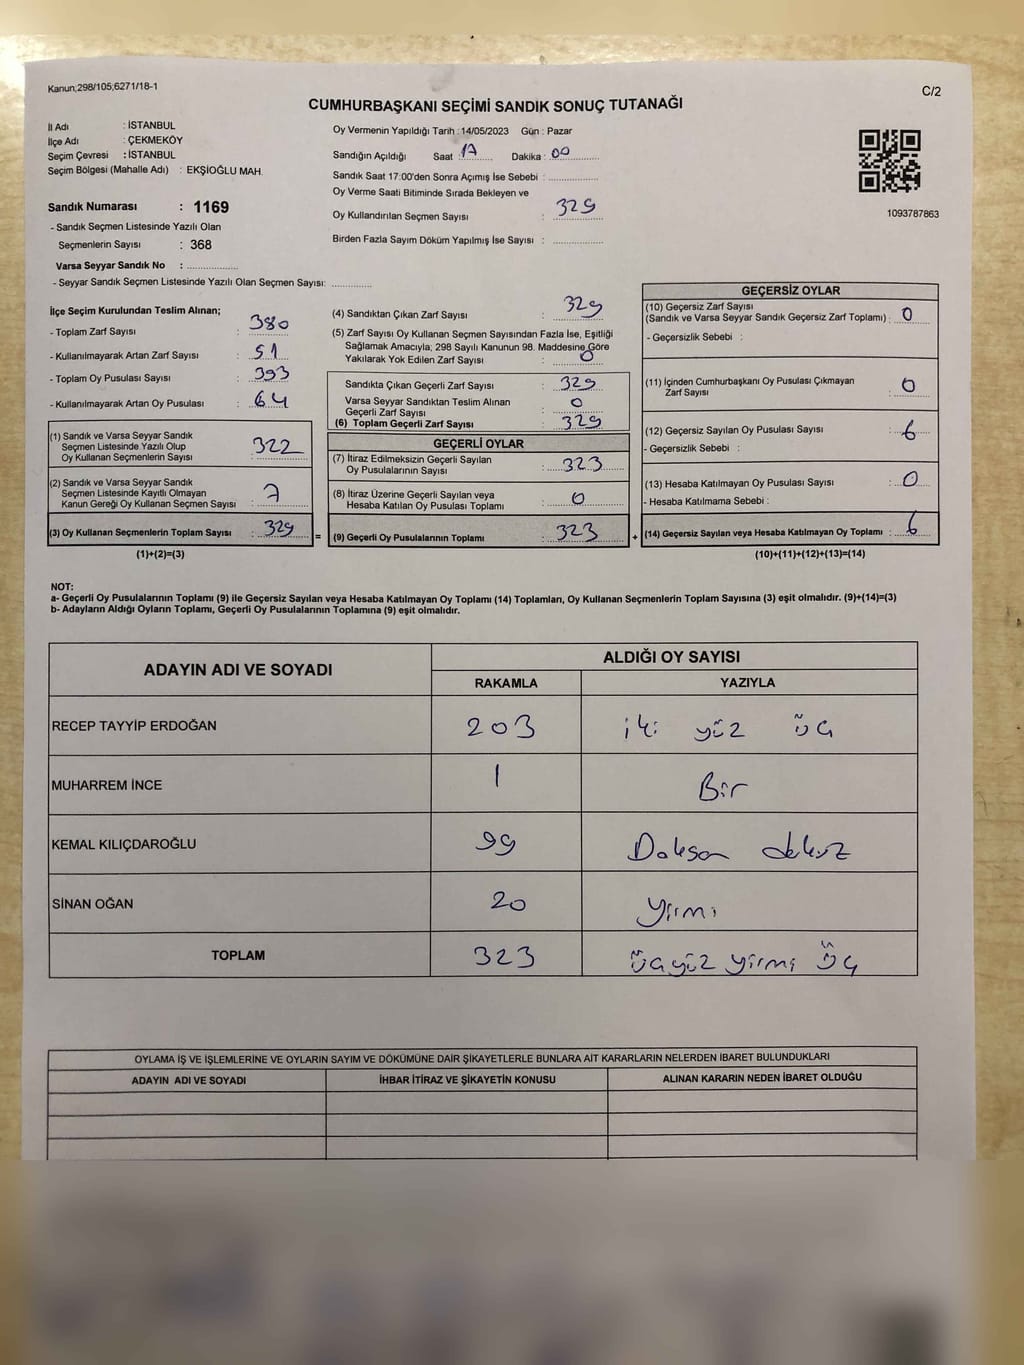 Kanun;298/105;6271/18-1
C/2
CUMHURBAŞKANI SEÇİMİ SANDIK SONUÇ TUTANAĞI
İl Adı : İSTANBUL
İlçe Adı : ÇEKMEKÖY
Seçim Çevresi : İSTANBUL
Seçim Bölgesi (Mahalle Adı) : EKŞİOĞLU MAH.
Sandık Numarası : 1169
- Sandık Seçmen Listesinde Yazılı Olan
Seçmenlerin Sayısı : 368
Varsa Seyyar Sandık No :
- Seyyar Sandık Seçmen Listesinde Yazılı Olan Seçmen Sayısı:
Oy Vermenin Yapıldığı Tarih : 14/05/2023 Gün : Pazar
Sandığın Açıldığı Saat : 17 Dakika : 00
Sandık Saat 17:00'den Sonra Açımış İse Sebebi :
Oy Verme Saati Bitiminde Sırada Bekleyen ve
Oy Kullandırılan Seçmen Sayısı : 329
Birden Fazla Sayım Döküm Yapılmış İse Sayısı :
1093787863
İlçe Seçim Kurulundan Teslim Alınan;
- Toplam Zarf Sayısı : 380
- Kullanılmayarak Artan Zarf Sayısı : 51
- Toplam Oy Pusulası Sayısı : 393
- Kullanılmayarak Artan Oy Pusulası : 64
(1) Sandık ve Varsa Seyyar Sandık
Seçmen Listesinde Yazılı Olup
Oy Kullanan Seçmenlerin Sayısı : 322
(2) Sandık ve Varsa Seyyar Sandık
Seçmen Listesinde Kayıtlı Olmayan
Kanun Gereği Oy Kullanan Seçmen Sayısı : 7
(3) Oy Kullanan Seçmenlerin Toplam Sayısı : 329 =
(1)+(2)=(3)
(4) Sandıktan Çıkan Zarf Sayısı : 329
(5) Zarf Sayısı Oy Kullanan Seçmen Sayısından Fazla İse, Eşitliği
Sağlamak Amacıyla; 298 Sayılı Kanunun 98. Maddesine Göre
Yakılarak Yok Edilen Zarf Sayısı : 0
Sandıkta Çıkan Geçerli Zarf Sayısı : 329
Varsa Seyyar Sandıktan Teslim Alınan : 0
Geçerli Zarf Sayısı
(6) Toplam Geçerli Zarf Sayısı : 329
GEÇERLİ OYLAR
(7) İtiraz Edilmeksizin Geçerli Sayılan
Oy Pusulalarının Sayısı : 323
(8) İtiraz Üzerine Geçerli Sayılan veya
Hesaba Katılan Oy Pusulası Toplamı : 0
(9) Geçerli Oy Pusulalarının Toplamı : 323 +
GEÇERSİZ OYLAR
(10) Geçersiz Zarf Sayısı
(Sandık ve Varsa Seyyar Sandık Geçersiz Zarf Toplamı) : 0
- Geçersizlik Sebebi :
(11) İçinden Cumhurbaşkanı Oy Pusulası Çıkmayan
Zarf Sayısı : 0
(12) Geçersiz Sayılan Oy Pusulası Sayısı : 6
- Geçersizlik Sebebi :
(13) Hesaba Katılmayan Oy Pusulası Sayısı : 0
- Hesaba Katılmama Sebebi :
(14) Geçersiz Sayılan veya Hesaba Katılmayan Oy Toplamı : 6
(10)+(11)+(12)+(13)=(14)
NOT:
a- Geçerli Oy Pusulalarının Toplamı (9) ile Geçersiz Sayılan veya Hesaba Katılmayan Oy Toplamı (14) Toplamları, Oy Kullanan Seçmenlerin Toplam Sayısına (3) eşit olmalıdır. (9)+(14)=(3)
b- Adayların Aldığı Oyların Toplamı, Geçerli Oy Pusulalarının Toplamına (9) eşit olmalıdır.
ADAYIN ADI VE SOYADI
ALDIĞI OY SAYISI
RAKAMLA YAZIYLA
RECEP TAYYİP ERDOĞAN 203 iki yüz üç
MUHARREM İNCE 1 Bir
KEMAL KILIÇDAROĞLU 99 Doksan dokuz
SİNAN OĞAN 20 Yirmi
TOPLAM 323 üçyüz yirmi üç
OYLAMA İŞ VE İŞLEMLERİNE VE OYLARIN SAYIM VE DÖKÜMÜNE DAİR ŞİKAYETLERLE BUNLARA AİT KARARLARIN NELERDEN İBARET BULUNDUKLARI
ADAYIN ADI VE SOYADI İHBAR İTİRAZ VE ŞİKAYETİN KONUSU ALINAN KARARIN NEDEN İBARET OLDUĞU